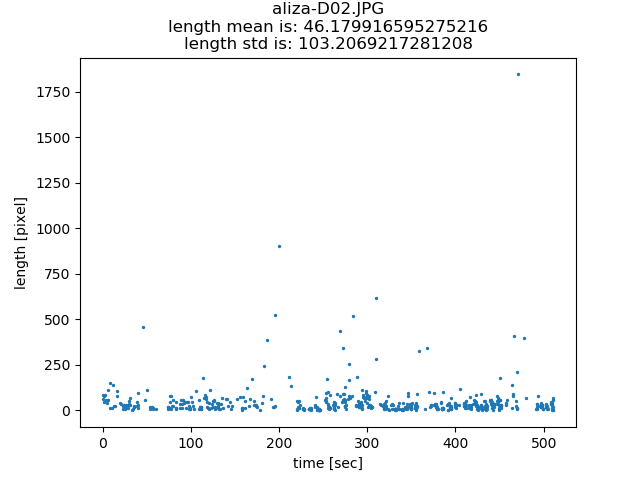 aliza-D02.JPG
length mean is: 46.179916595275216
length std is: 103.2069217281208
1750
1500
1250
1000
750
500
250
0
length [pixel]
0 100 200 300 400 500
time [sec]